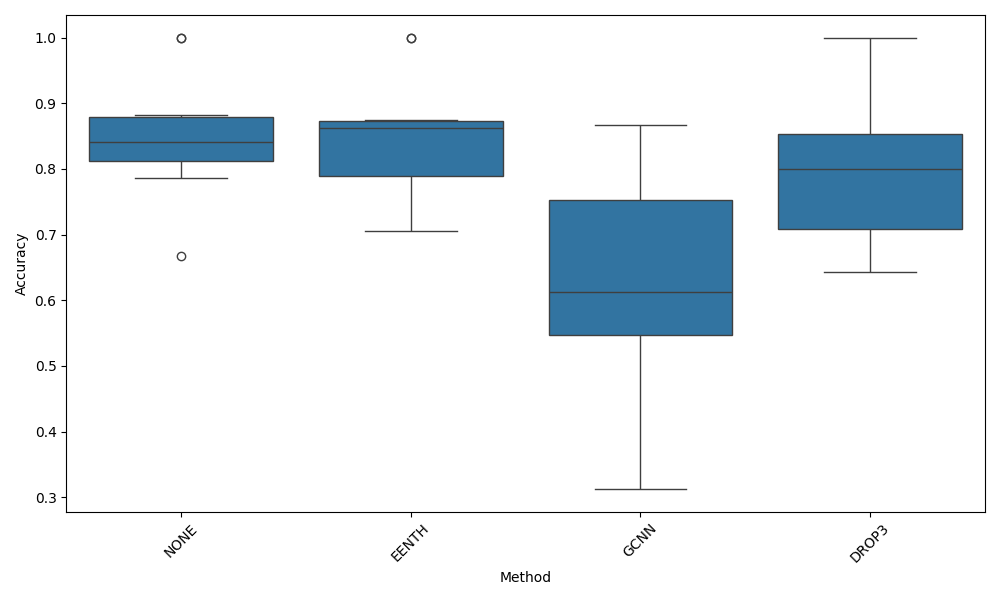 1.0
0.9
0.8
0.7
0.6
0.5
0.4
0.3
Accuracy
NONE
EENTH
GCNN
DROP3
Method